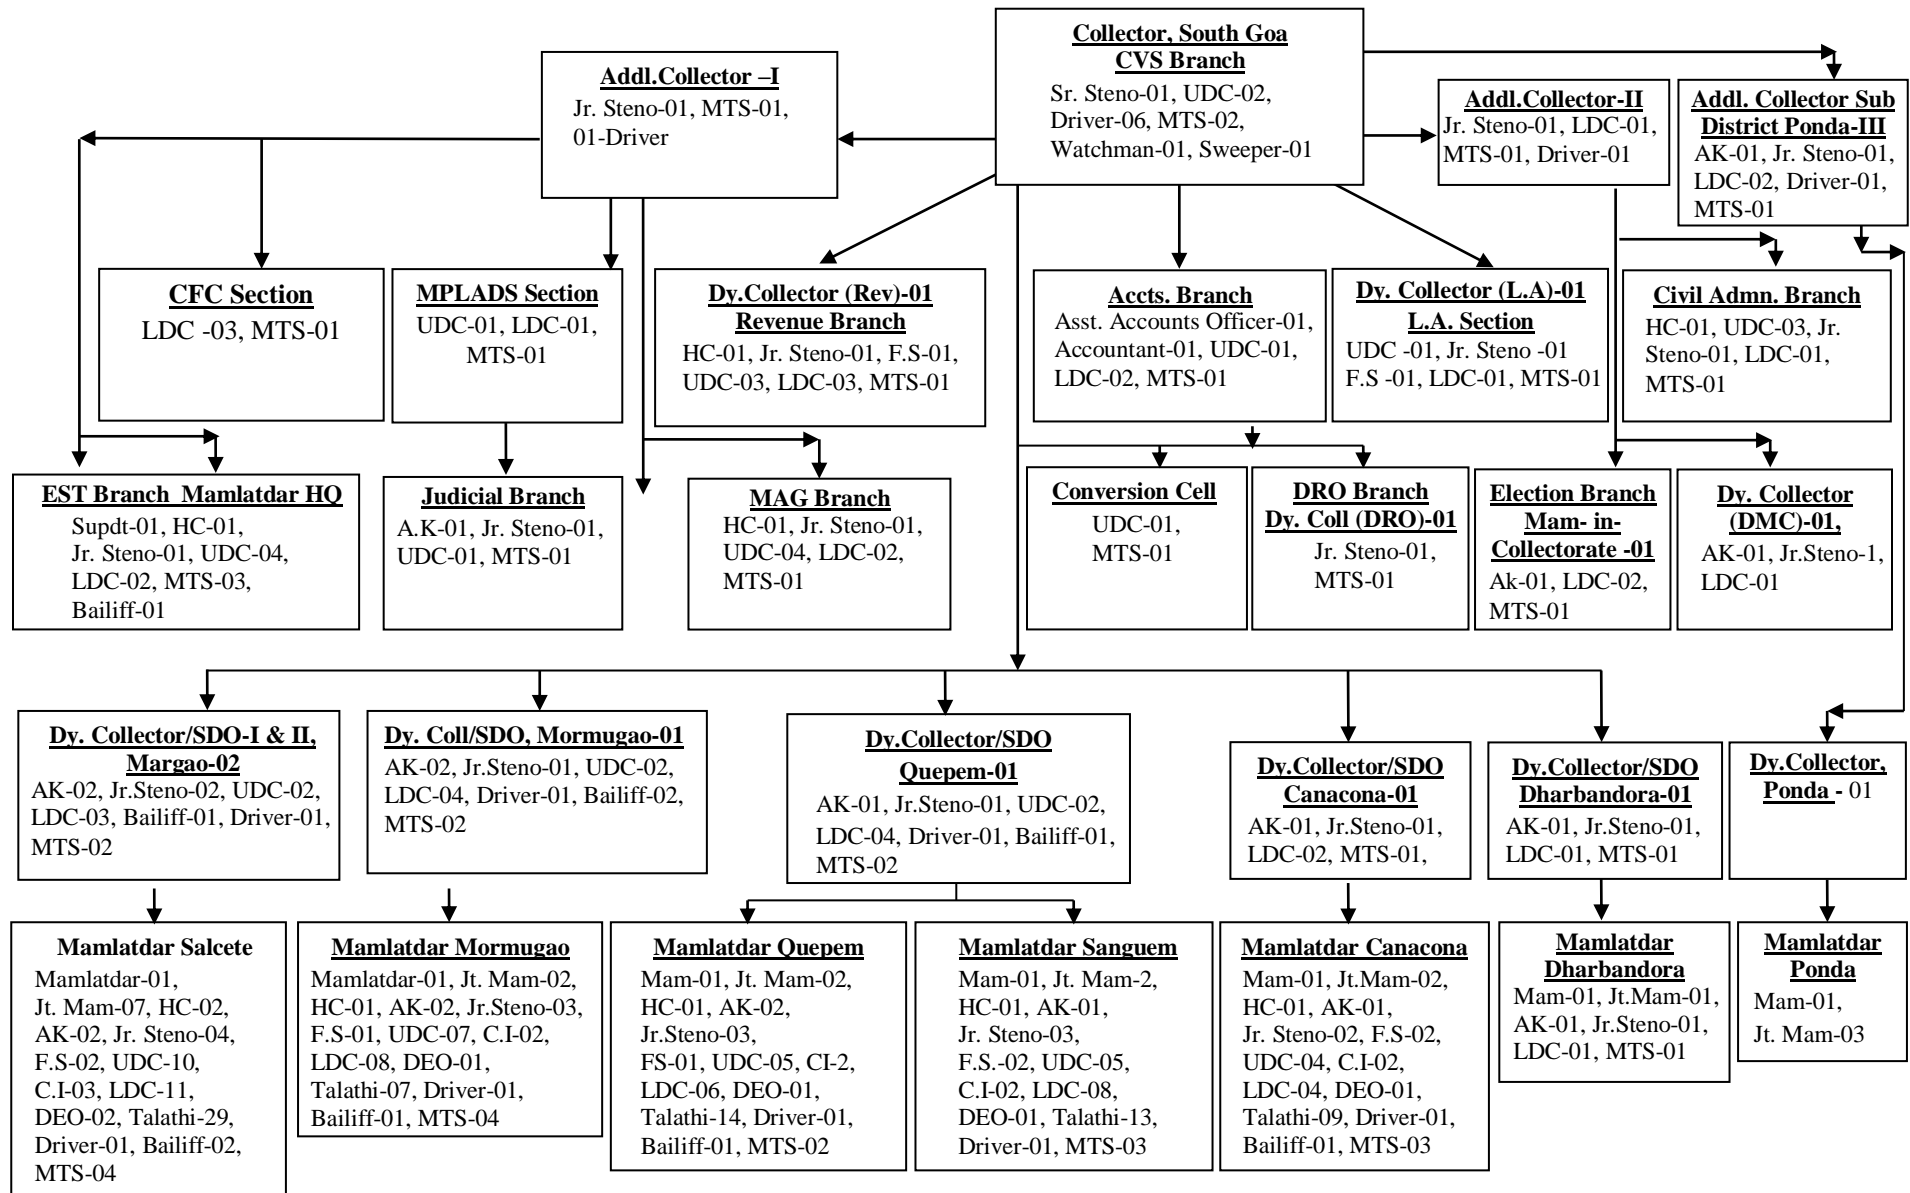 Collector, South Goa
CVS Branch
Sr. Steno-01, UDC-02,
Driver-06, MTS-02,
Watchman-01, Sweeper-01
Addl.Collector –I
Jr. Steno-01, MTS-01,
01-Driver
Addl.Collector-II
Jr. Steno-01, LDC-01,
MTS-01, Driver-01
Addl. Collector Sub
District Ponda-III
AK-01, Jr. Steno-01,
LDC-02, Driver-01,
MTS-01
CFC Section
LDC -03, MTS-01
MPLADS Section
UDC-01, LDC-01,
MTS-01
Dy.Collector (Rev)-01
Revenue Branch
HC-01, Jr. Steno-01, F.S-01,
UDC-03, LDC-03, MTS-01
Accts. Branch
Asst. Accounts Officer-01,
Accountant-01, UDC-01,
LDC-02, MTS-01
Dy. Collector (L.A)-01
L.A. Section
UDC -01, Jr. Steno -01
F.S -01, LDC-01, MTS-01
Civil Admn. Branch
HC-01, UDC-03, Jr.
Steno-01, LDC-01,
MTS-01
EST Branch  Mamlatdar HQ
Supdt-01, HC-01,
Jr. Steno-01, UDC-04,
LDC-02, MTS-03,
Bailiff-01
Judicial Branch
A.K-01, Jr. Steno-01,
UDC-01, MTS-01
MAG Branch
HC-01, Jr. Steno-01,
UDC-04, LDC-02,
MTS-01
Conversion Cell
UDC-01,
MTS-01
DRO Branch
Dy. Coll (DRO)-01
Jr. Steno-01,
MTS-01
Election Branch
Mam- in-
Collectorate -01
Ak-01, LDC-02,
MTS-01
Dy. Collector
(DMC)-01,
AK-01, Jr.Steno-1,
LDC-01
Dy. Collector/SDO-I & II,
Margao-02
AK-02, Jr.Steno-02, UDC-02,
LDC-03, Bailiff-01, Driver-01,
MTS-02
Dy. Coll/SDO, Mormugao-01
AK-02, Jr.Steno-01, UDC-02,
LDC-04, Driver-01, Bailiff-02,
MTS-02
Dy.Collector/SDO
Quepem-01
AK-01, Jr.Steno-01, UDC-02,
LDC-04, Driver-01, Bailiff-01,
MTS-02
Dy.Collector/SDO
Canacona-01
AK-01, Jr.Steno-01,
LDC-02, MTS-01,
Dy.Collector/SDO
Dharbandora-01
AK-01, Jr.Steno-01,
LDC-01, MTS-01
Dy.Collector,
Ponda - 01
Mamlatdar Salcete
Mamlatdar-01,
Jt. Mam-07, HC-02,
AK-02, Jr. Steno-04,
F.S-02, UDC-10,
C.I-03, LDC-11,
DEO-02, Talathi-29,
Driver-01, Bailiff-02,
MTS-04
Mamlatdar Mormugao
Mamlatdar-01, Jt. Mam-02,
HC-01, AK-02, Jr.Steno-03,
F.S-01, UDC-07, C.I-02,
LDC-08, DEO-01,
Talathi-07, Driver-01,
Bailiff-01, MTS-04
Mamlatdar Quepem
Mam-01, Jt. Mam-02,
HC-01, AK-02,
Jr.Steno-03,
FS-01, UDC-05, CI-2,
LDC-06, DEO-01,
Talathi-14, Driver-01,
Bailiff-01, MTS-02
Mamlatdar Sanguem
Mam-01, Jt. Mam-2,
HC-01, AK-01,
Jr. Steno-03,
F.S.-02, UDC-05,
C.I-02, LDC-08,
DEO-01, Talathi-13,
Driver-01, MTS-03
Mamlatdar Canacona
Mam-01, Jt.Mam-02,
HC-01, AK-01,
Jr. Steno-02, F.S-02,
UDC-04, C.I-02,
LDC-04, DEO-01,
Talathi-09, Driver-01,
Bailiff-01, MTS-03
Mamlatdar
Dharbandora
Mam-01, Jt.Mam-01,
AK-01, Jr.Steno-01,
LDC-01, MTS-01
Mamlatdar
Ponda
Mam-01,
Jt. Mam-03